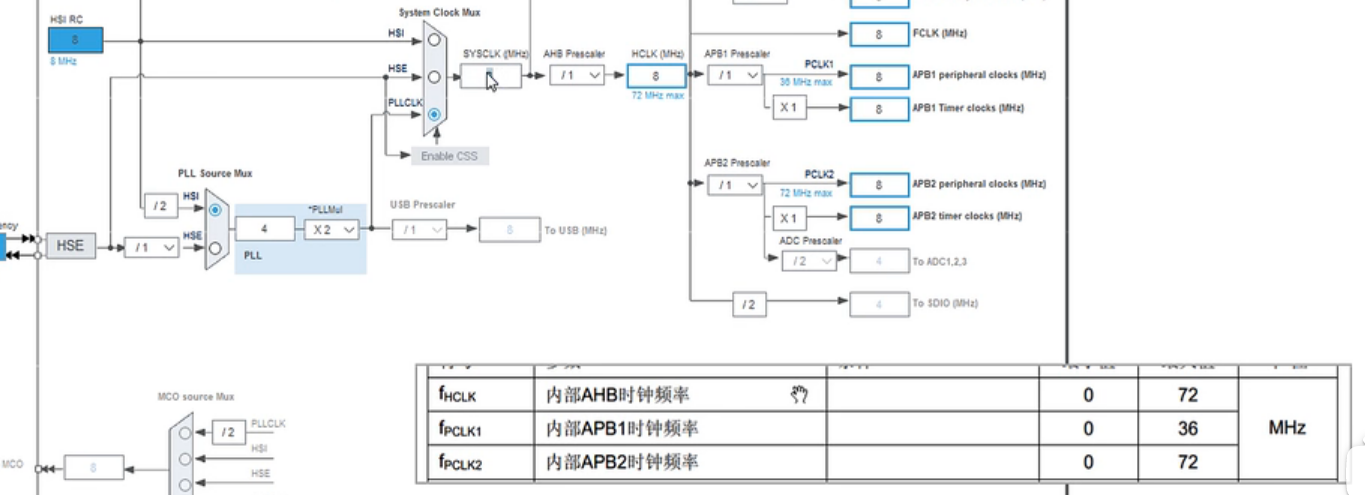 HSI RC
8
8 MHz
System Clock Mux
HSI
HSE
PLLCLK
Enable CSS
SYSCLK (MHz)
AHB Prescaler
/ 1
HCLK (MHz)
8
72 MHz max
APB1 Prescaler
/ 1
PCLK1
36 MHz max
X 1
8
FCLK (MHz)
8
APB1 peripheral clocks (MHz)
8
APB1 Timer clocks (MHz)
APB2 Prescaler
/ 1
PCLK2
72 MHz max
X 1
8
APB2 peripheral clocks (MHz)
8
APB2 timer clocks (MHz)
ADC Prescaler
/ 2
4
To ADC1,2,3
/ 2
4
To SDIO (MHz)
PLL Source Mux
/ 2
HSI
HSE
HSE
/ 1
4
*PLLMul
X 2
PLL
USB Prescaler
/ 1
8
To USB (MHz)
MCO source Mux
/ 2
PLLCLK
HSI
HSE
MCO
8
fHCLK 内部AHB时钟频率 0 72
fPCLK1 内部APB1时钟频率 0 36 MHz
fPCLK2 内部APB2时钟频率 0 72